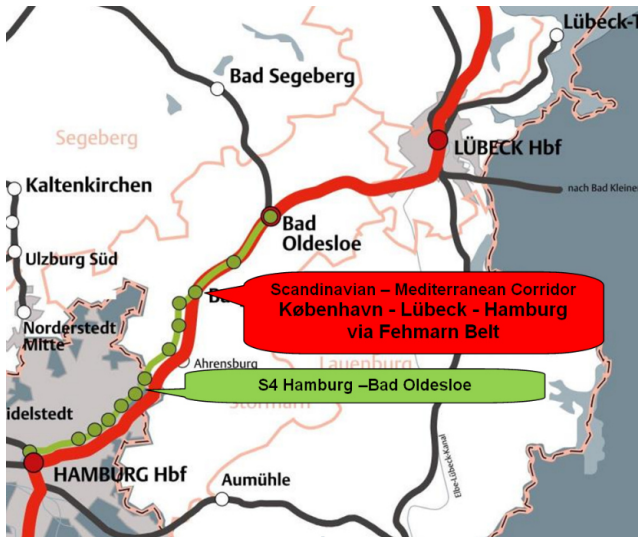 Lübeck-T
Bad Segeberg
LÜBECK Hbf
Segeberg
Kaltenkirchen
nach Bad Kleinen
Bad
Oldesloe
Ulzburg Süd
Scandinavian – Mediterranean Corridor
København - Lübeck - Hamburg
via Fehmarn Belt
Ba
Norderstedt
Mitte
Ahrensburg
Lauenburg
S4 Hamburg –Bad Oldesloe
Stormarn
idelstedt
HAMBURG Hbf
Aumühle
Elbe-Lübeck-Kanal